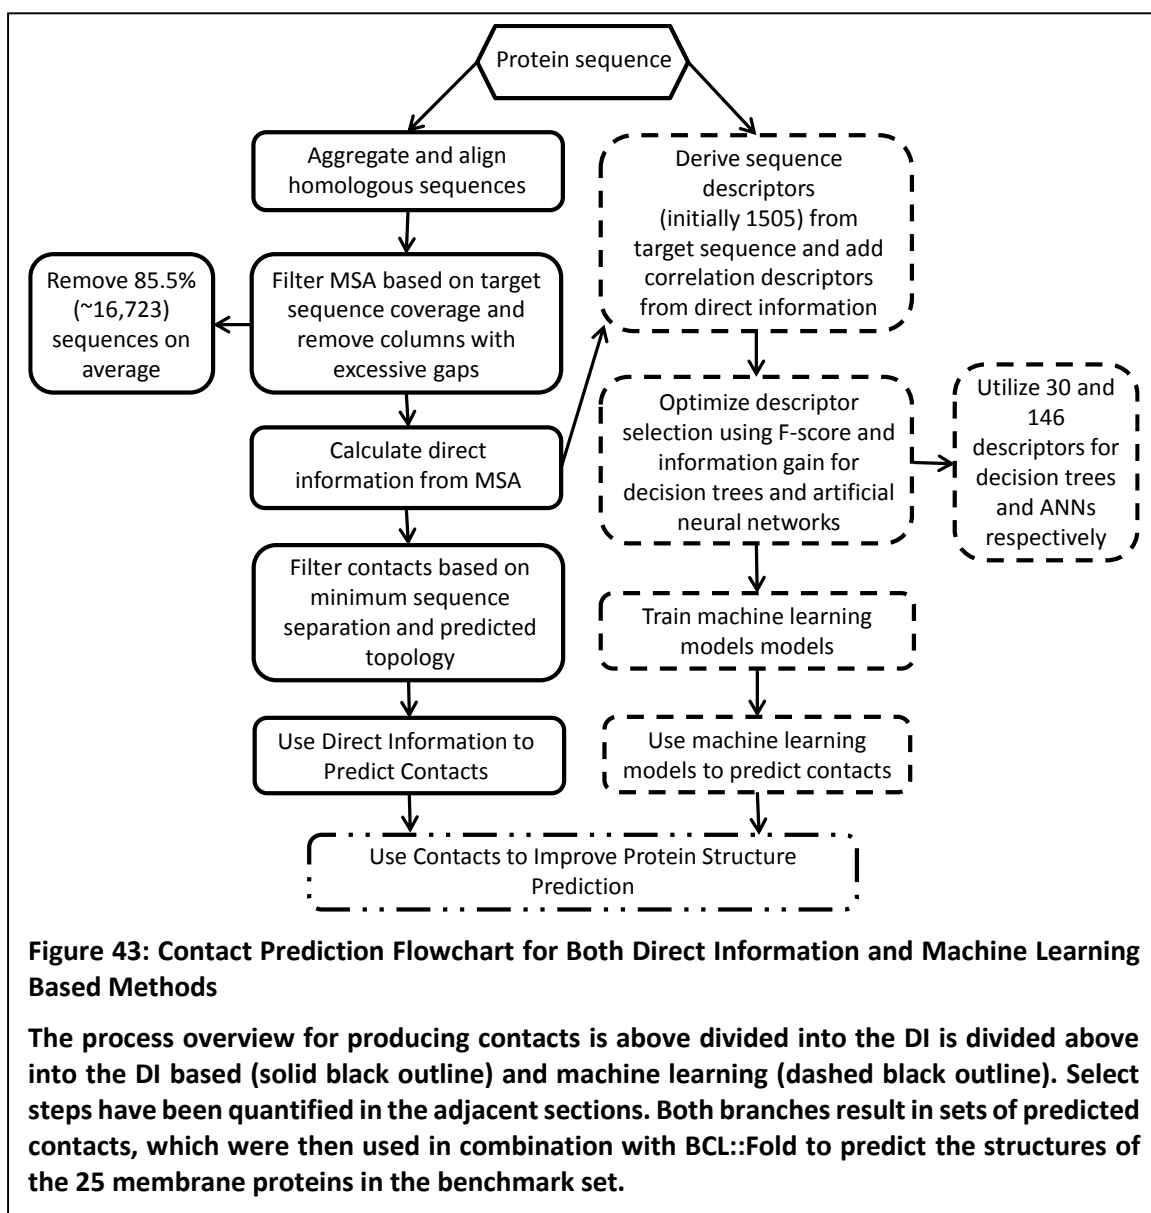 Protein sequence
Aggregate and align
homologous sequences
Derive sequence
descriptors
(initially 1505) from
target sequence and add
correlation descriptors
from direct information
Remove 85.5%
(~16,723)
sequences on
average
Filter MSA based on target
sequence coverage and
remove columns with
excessive gaps
Calculate direct
information from MSA
Optimize descriptor
selection using F-score and
information gain for
decision trees and artificial
neural networks
Utilize 30 and
146
descriptors for
decision trees
and ANNs
respectively
Filter contacts based on
minimum sequence
separation and predicted
topology
Train machine learning
models models
Use Direct Information to
Predict Contacts
Use machine learning
models to predict contacts
Use Contacts to Improve Protein Structure
Prediction
Figure 43: Contact Prediction Flowchart for Both Direct Information and Machine Learning
Based Methods
The process overview for producing contacts is above divided into the DI is divided above
into the DI based (solid black outline) and machine learning (dashed black outline). Select
steps have been quantified in the adjacent sections. Both branches result in sets of predicted
contacts, which were then used in combination with BCL::Fold to predict the structures of
the 25 membrane proteins in the benchmark set.